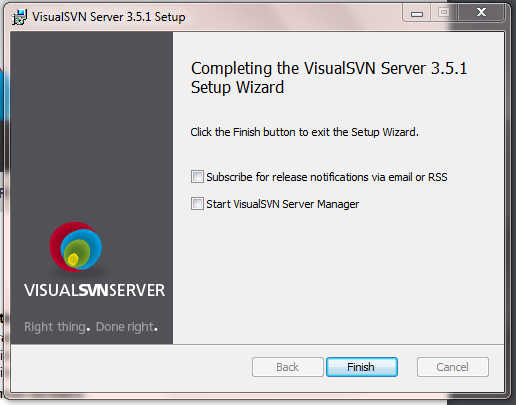 VisualSVN Server 3.5.1 Setup
Completing the VisualSVN Server 3.5.1
Setup Wizard
Click the Finish button to exit the Setup Wizard.
Subscribe for release notifications via email or RSS
Start VisualSVN Server Manager
VISUALSVNSERVER
Right thing. Done right.
Back
Finish
Cancel